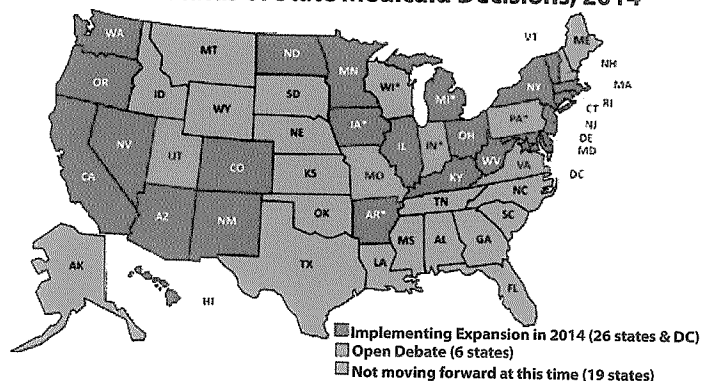 State Medicaid Decisions, 2014
WA
MT
ND
MN
VT
ME
OR
ID
WY
SD
WI*
MI*
NY
NH
MA
RI
CT
NJ
DE
MD
DC
NV
UT
CO
NE
KS
IA*
IL
IN*
OH
PA*
WV
VA
CA
AZ
NM
OK
MO
KY
AR*
TN
NC
SC
TX
LA
MS
AL
GA
FL
AK
HI
Implementing Expansion in 2014 (26 states & DC)
Open Debate (6 states)
Not moving forward at this time (19 states)